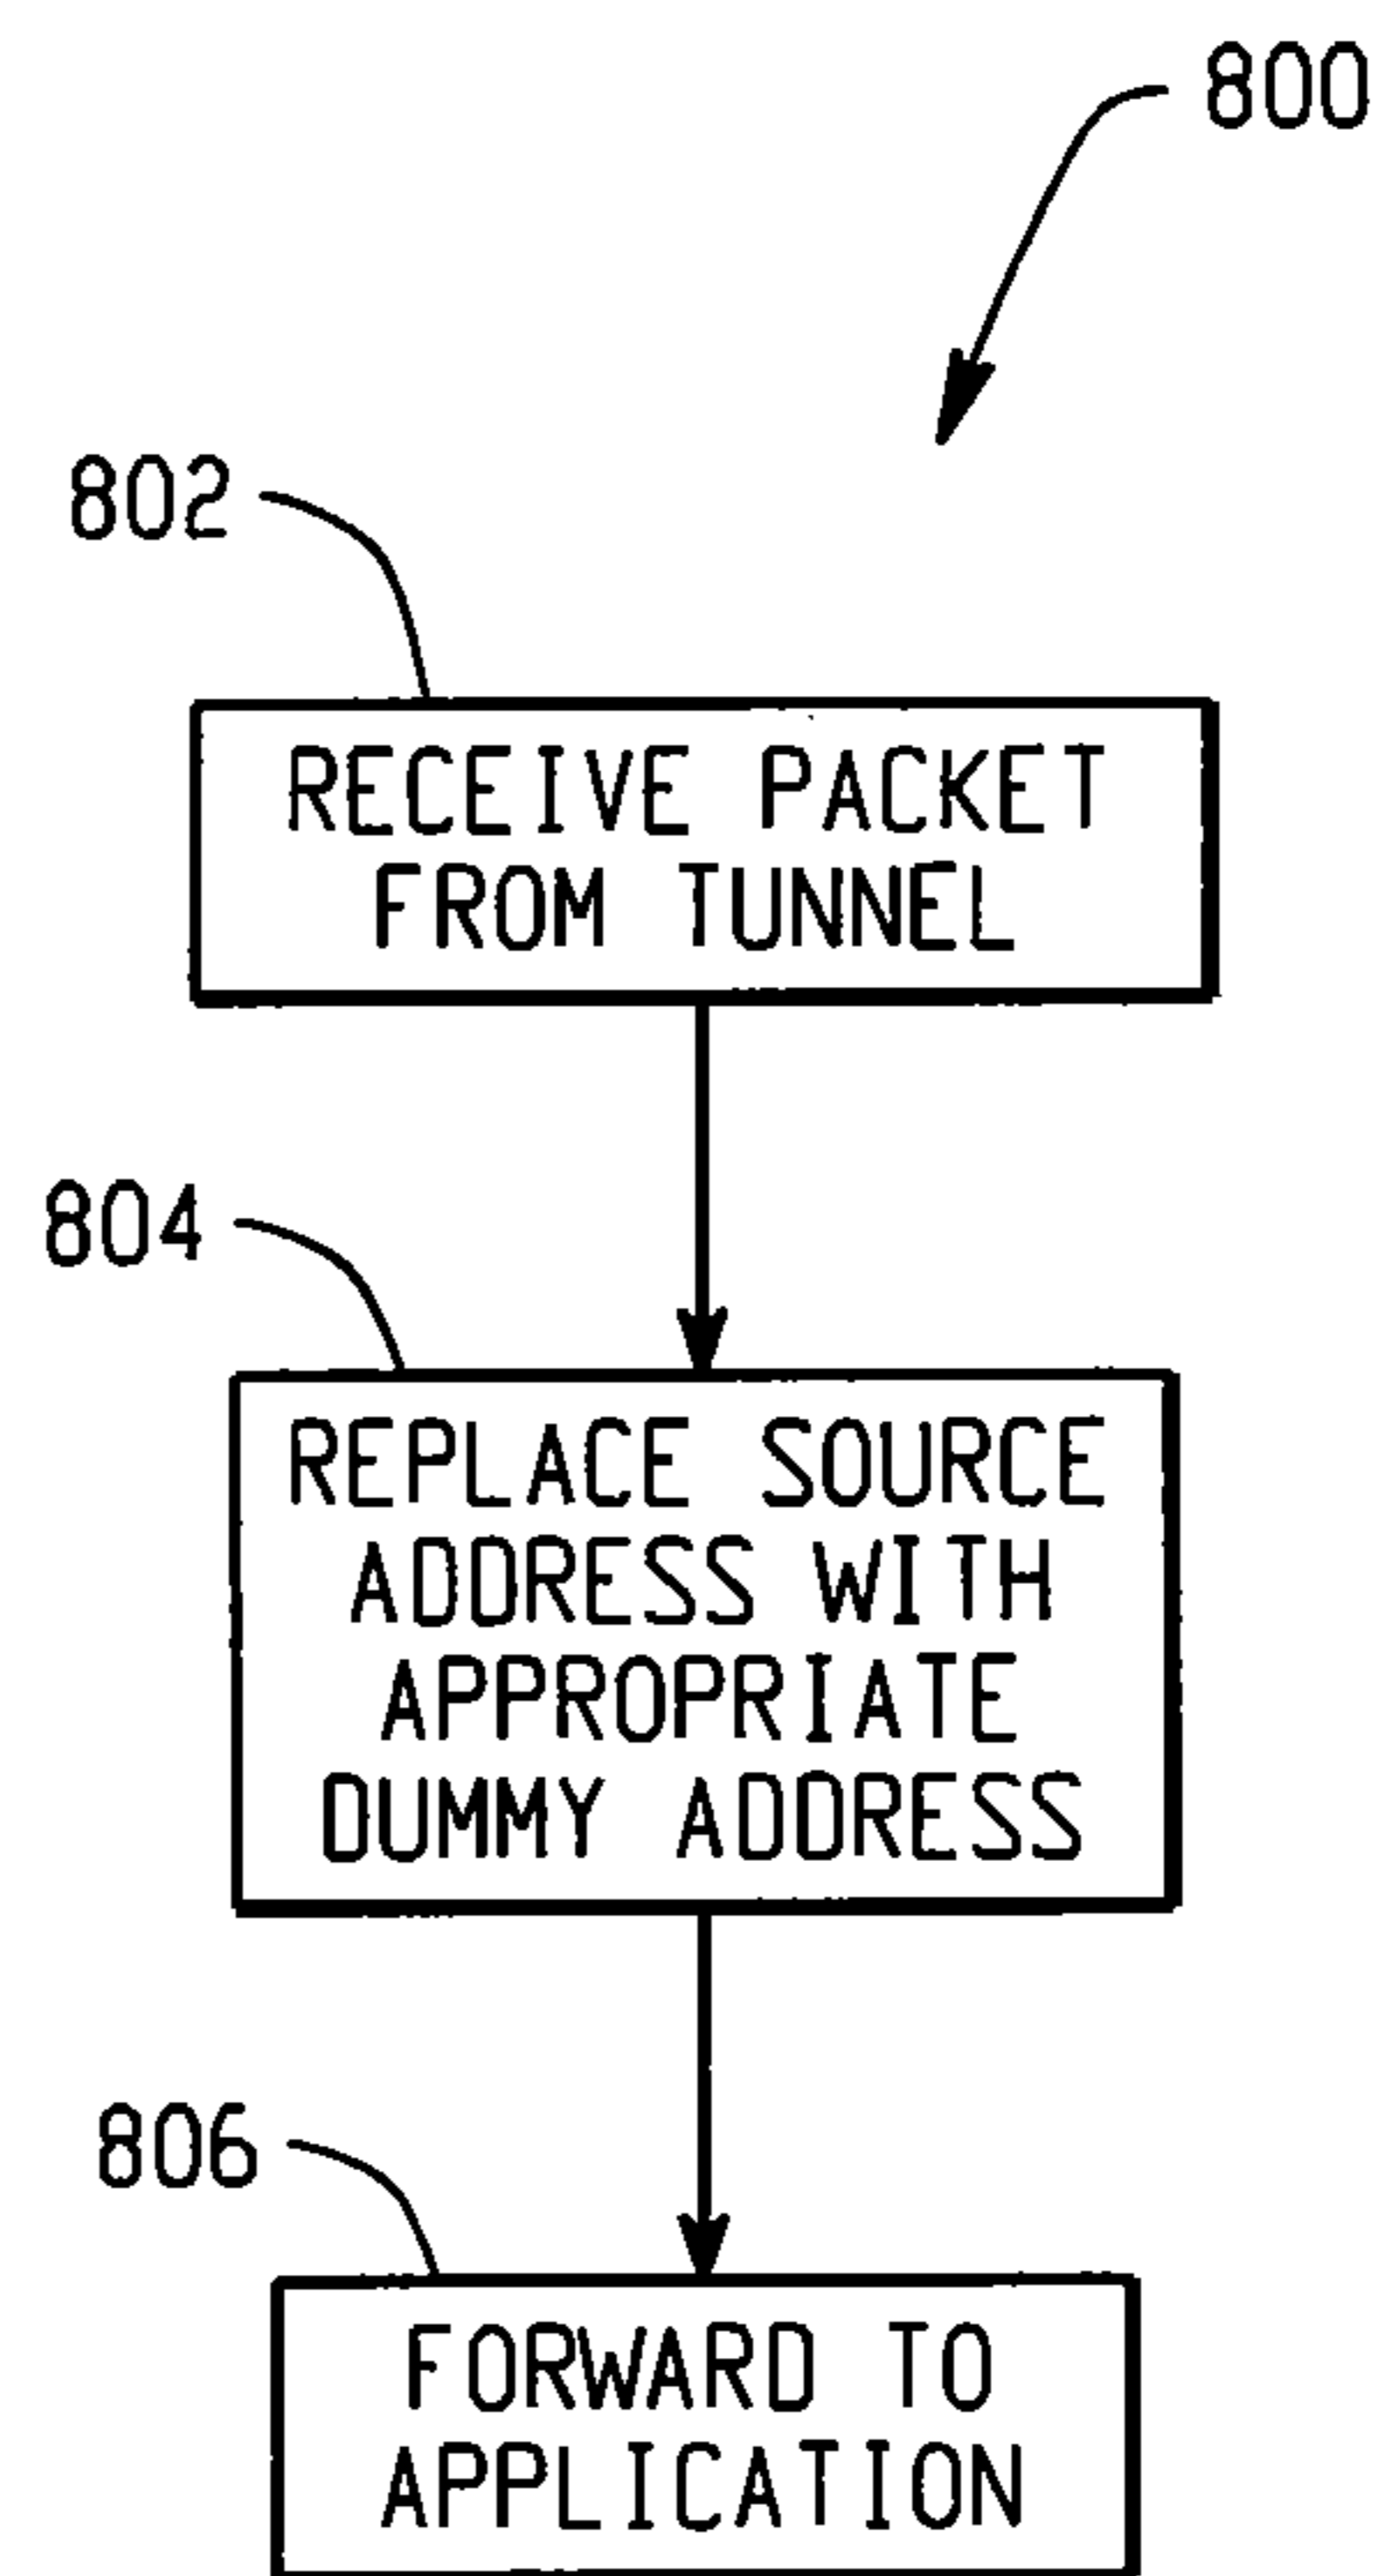 800
802
RECEIVE PACKET
FROM TUNNEL
804
REPLACE SOURCE
ADDRESS WITH
APPROPRIATE
DUMMY ADDRESS
806
FORWARD TO
APPLICATION